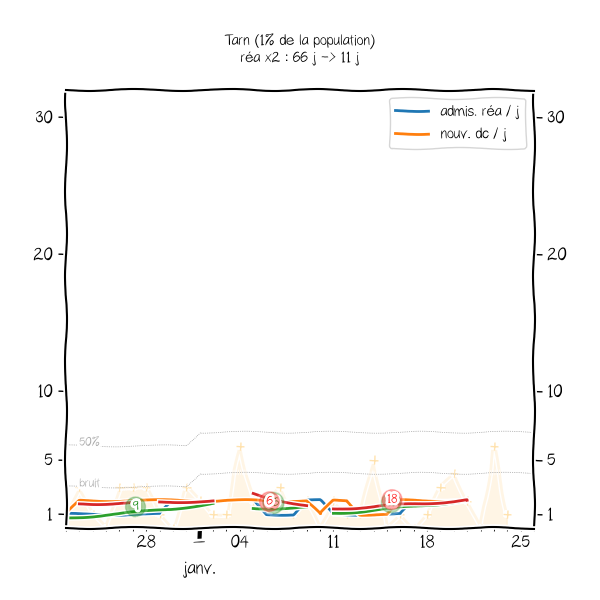 Tarn (1% de la population)
réa x2 : 66 j -> 11 j
admis. réa / j
nouv. dc / j
30 30
20 20
10 10
50%
5 5
bruit
9 18
1 1
28 1 04 11 18 25
janv.